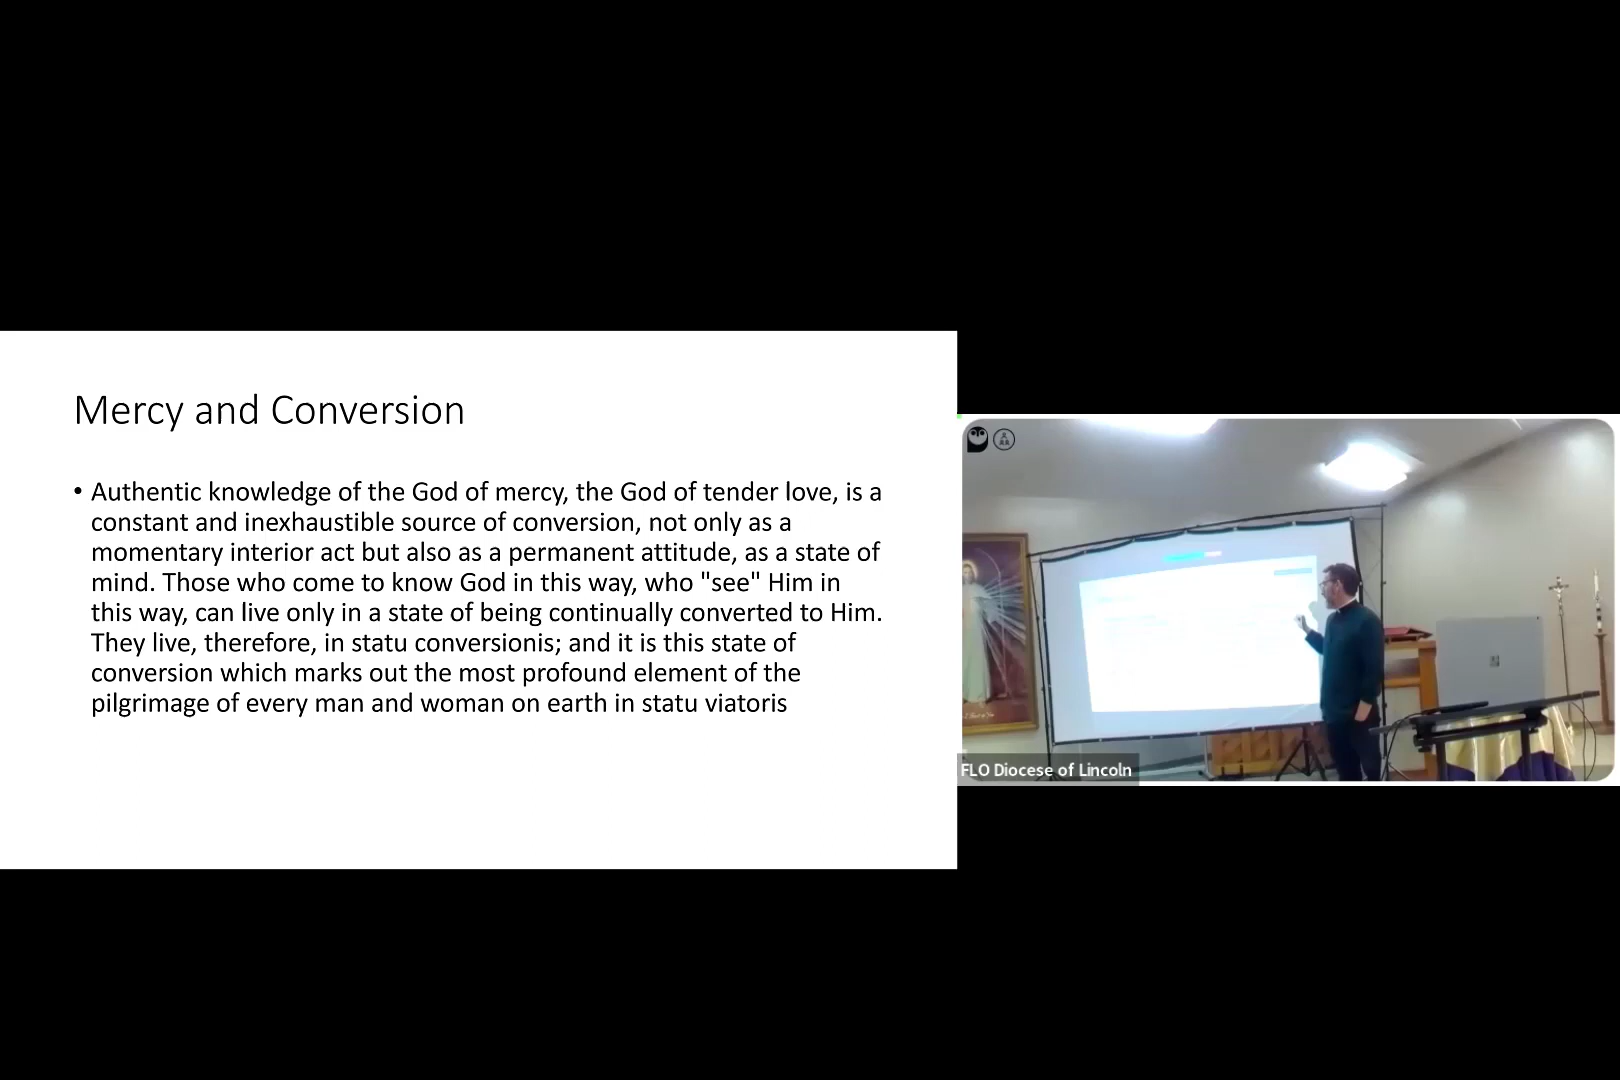 Mercy and Conversion
• Authentic knowledge of the God of mercy, the God of tender love, is a
constant and inexhaustible source of conversion, not only as a
momentary interior act but also as a permanent attitude, as a state of
mind. Those who come to know God in this way, who "see" Him in
this way, can live only in a state of being continually converted to Him.
They live, therefore, in statu conversionis; and it is this state of
conversion which marks out the most profound element of the
pilgrimage of every man and woman on earth in statu viatoris
FLO Diocese of Lincoln